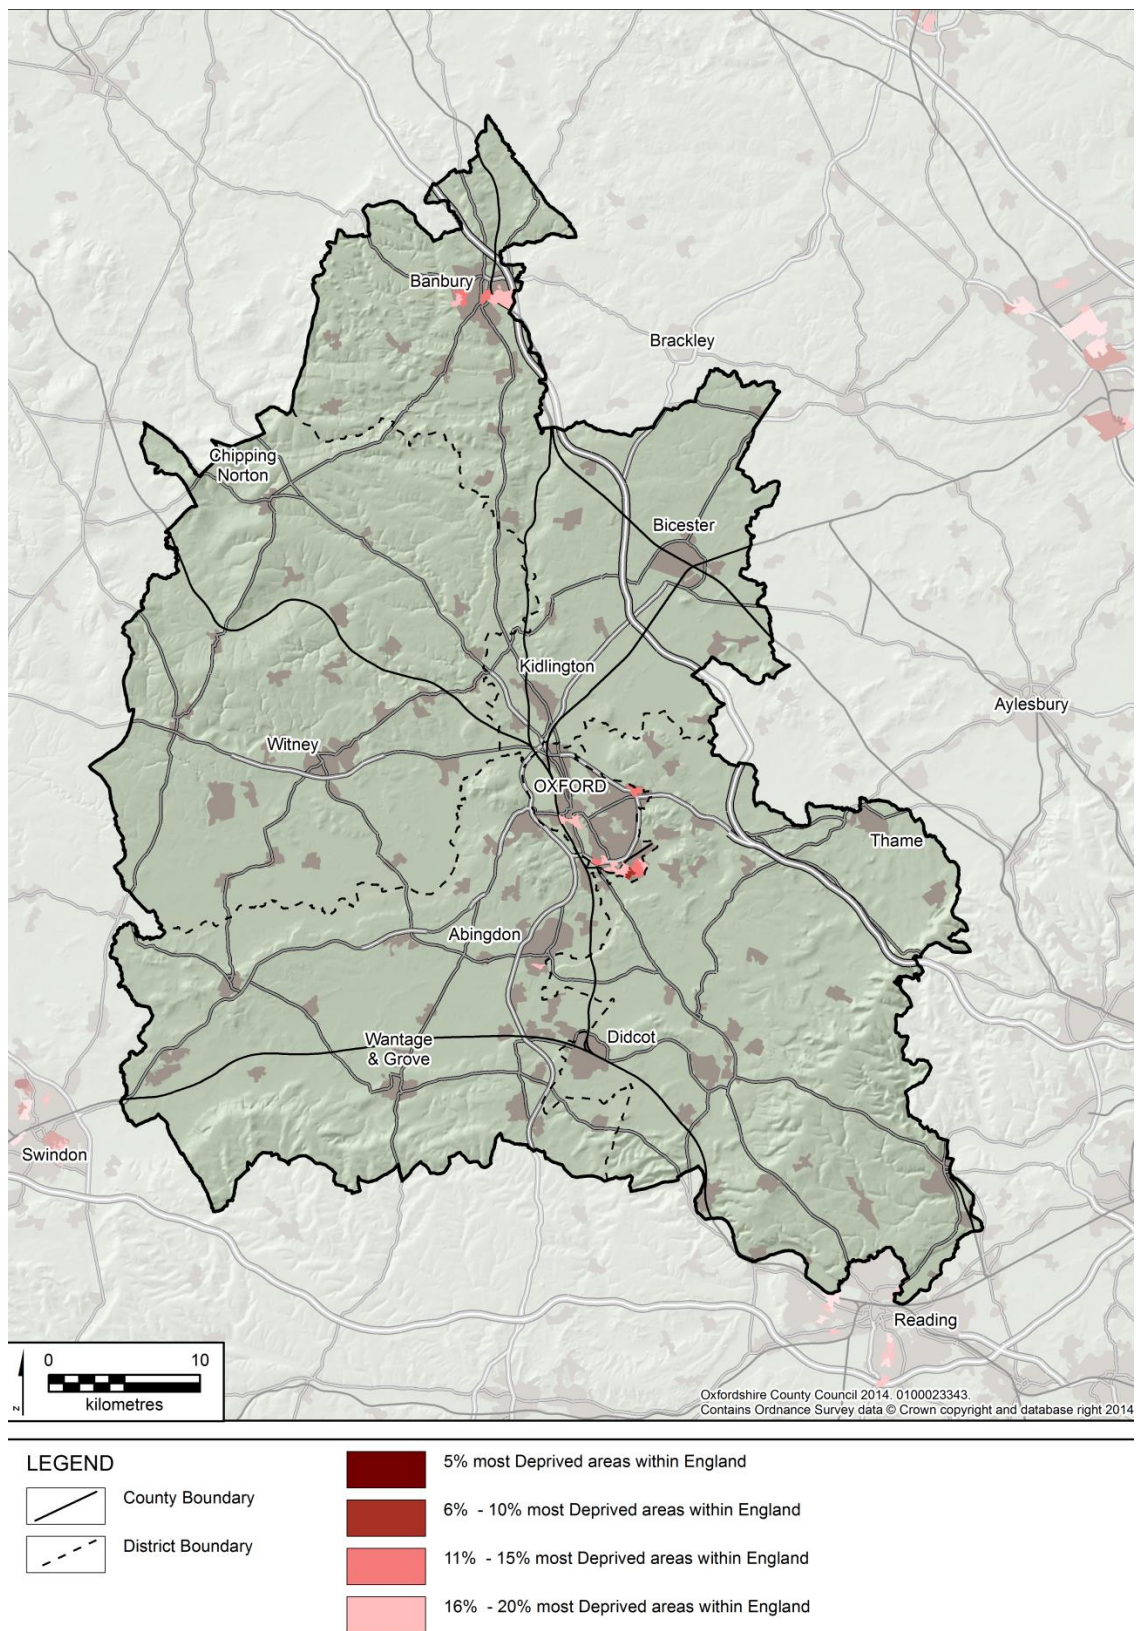 Banbury
Brackley
Chipping
Norton
Bicester
Kidlington
Aylesbury
Witney
OXFORD
Thame
Abingdon
Didcot
Wantage
& Grove
Swindon
Reading
0 10
kilometres
z
Oxfordshire County Council 2014. 0100023343.
Contains Ordnance Survey data © Crown copyright and database right 2014
LEGEND
County Boundary
District Boundary
5% most Deprived areas within England
6% - 10% most Deprived areas within England
11% - 15% most Deprived areas within England
16% - 20% most Deprived areas within England